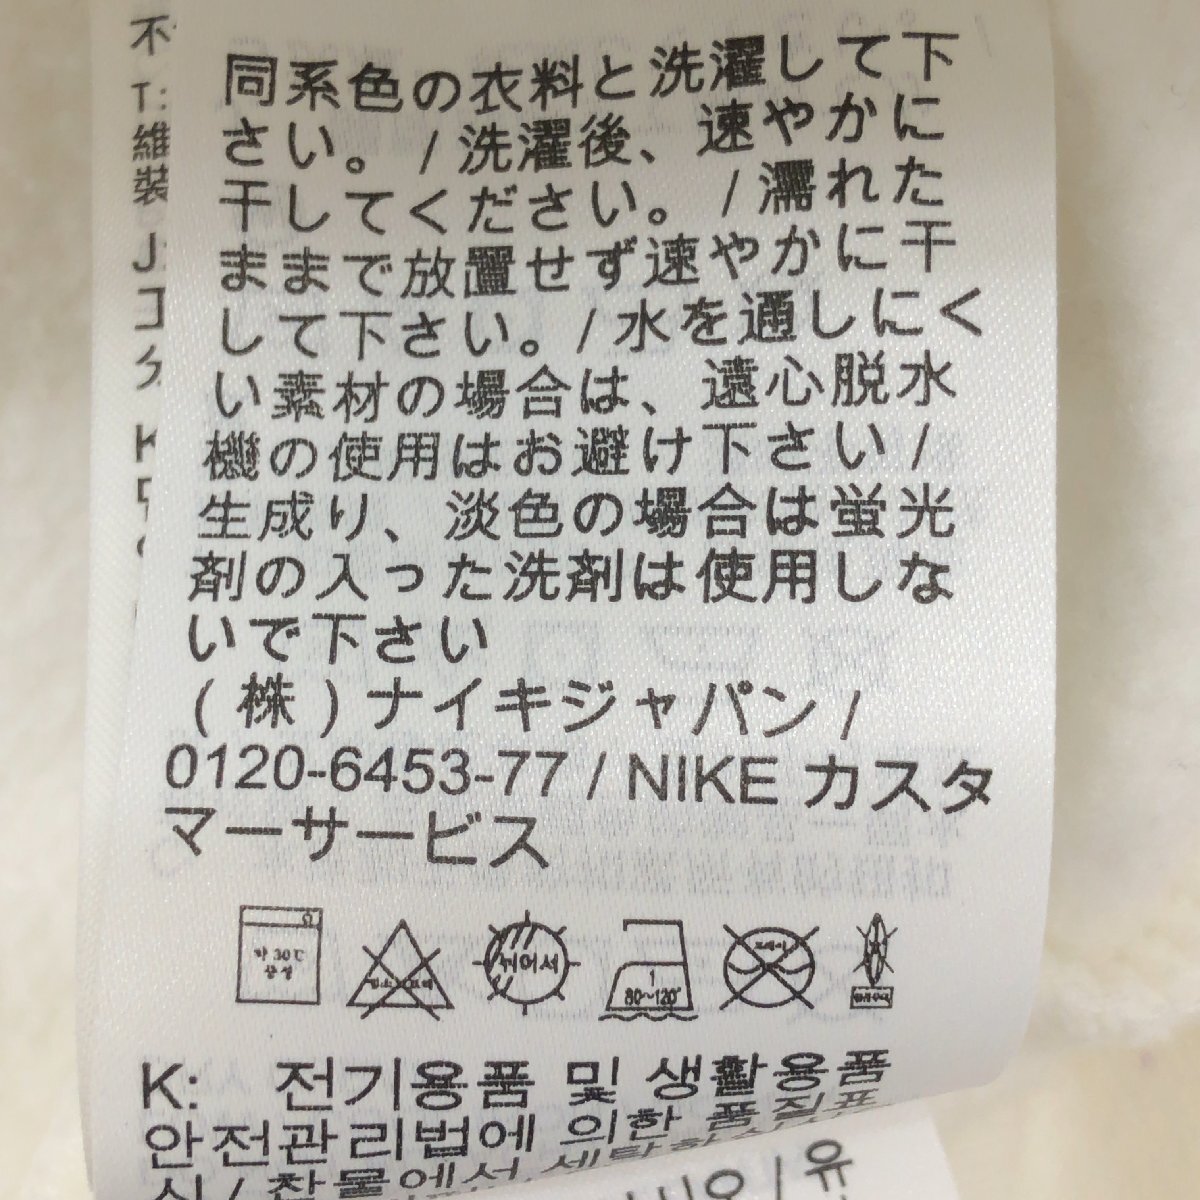 同系色の衣料と洗濯して下
さい。/ 洗濯後、速やかに
干してください。/ 濡れた
ままで放置せず速やかに干
して下さい。/ 水を通しにく
い素材の場合は、遠心脱水
機の使用はお避け下さい /
生成り、淡色の場合は蛍光
剤の入った洗剤は使用しな
いで下さい
(株)ナイキジャパン /
0120-6453-77 / NIKE カスタ
マーサービス
약 30℃
중성
뉘어서
1
80~120°
드라이
K: 전기용품 및 생활용품
안전관리법에 의한 품질표
시 / 찬물에서